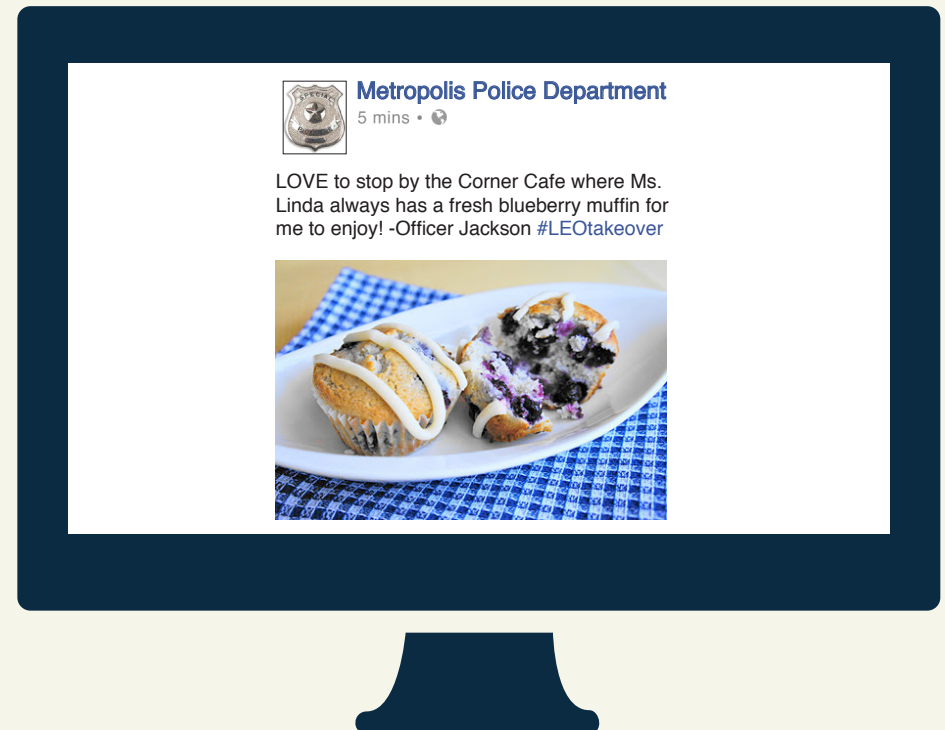 SPECIAL
Metropolis Police Department
5 mins •
LOVE to stop by the Corner Cafe where Ms.
Linda always has a fresh blueberry muffin for
me to enjoy! -Officer Jackson #LEOtakeover